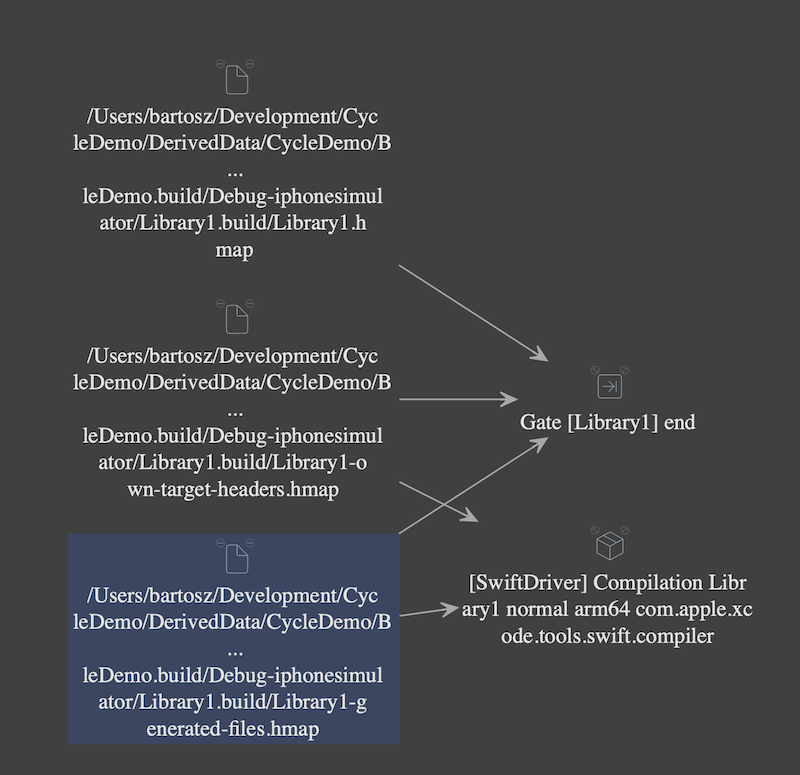 /Users/bartosz/Development/Cyc
leDemo/DerivedData/CycleDemo/B
...
leDemo.build/Debug-iphonesimul
ator/Library1.build/Library1.h
map
/Users/bartosz/Development/Cyc
leDemo/DerivedData/CycleDemo/B
...
leDemo.build/Debug-iphonesimul
ator/Library1.build/Library1-o
wn-target-headers.hmap
/Users/bartosz/Development/Cyc
leDemo/DerivedData/CycleDemo/B
...
leDemo.build/Debug-iphonesimul
ator/Library1.build/Library1-g
enerated-files.hmap
Gate [Library1] end
[SwiftDriver] Compilation Libr
ary1 normal arm64 com.apple.xc
ode.tools.swift.compiler